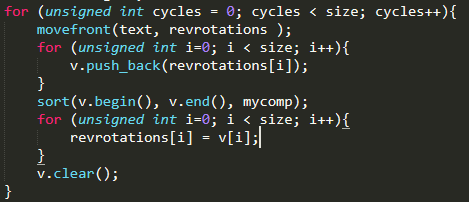 for (unsigned int cycles = 0; cycles < size; cycles++){
    movefront(text, revrotations );
    for (unsigned int i=0; i < size; i++){
        v.push_back(revrotations[i]);
    }
    sort(v.begin(), v.end(), mycomp);
    for (unsigned int i=0; i < size; i++){
        revrotations[i] = v[i];
    }
    v.clear();
}